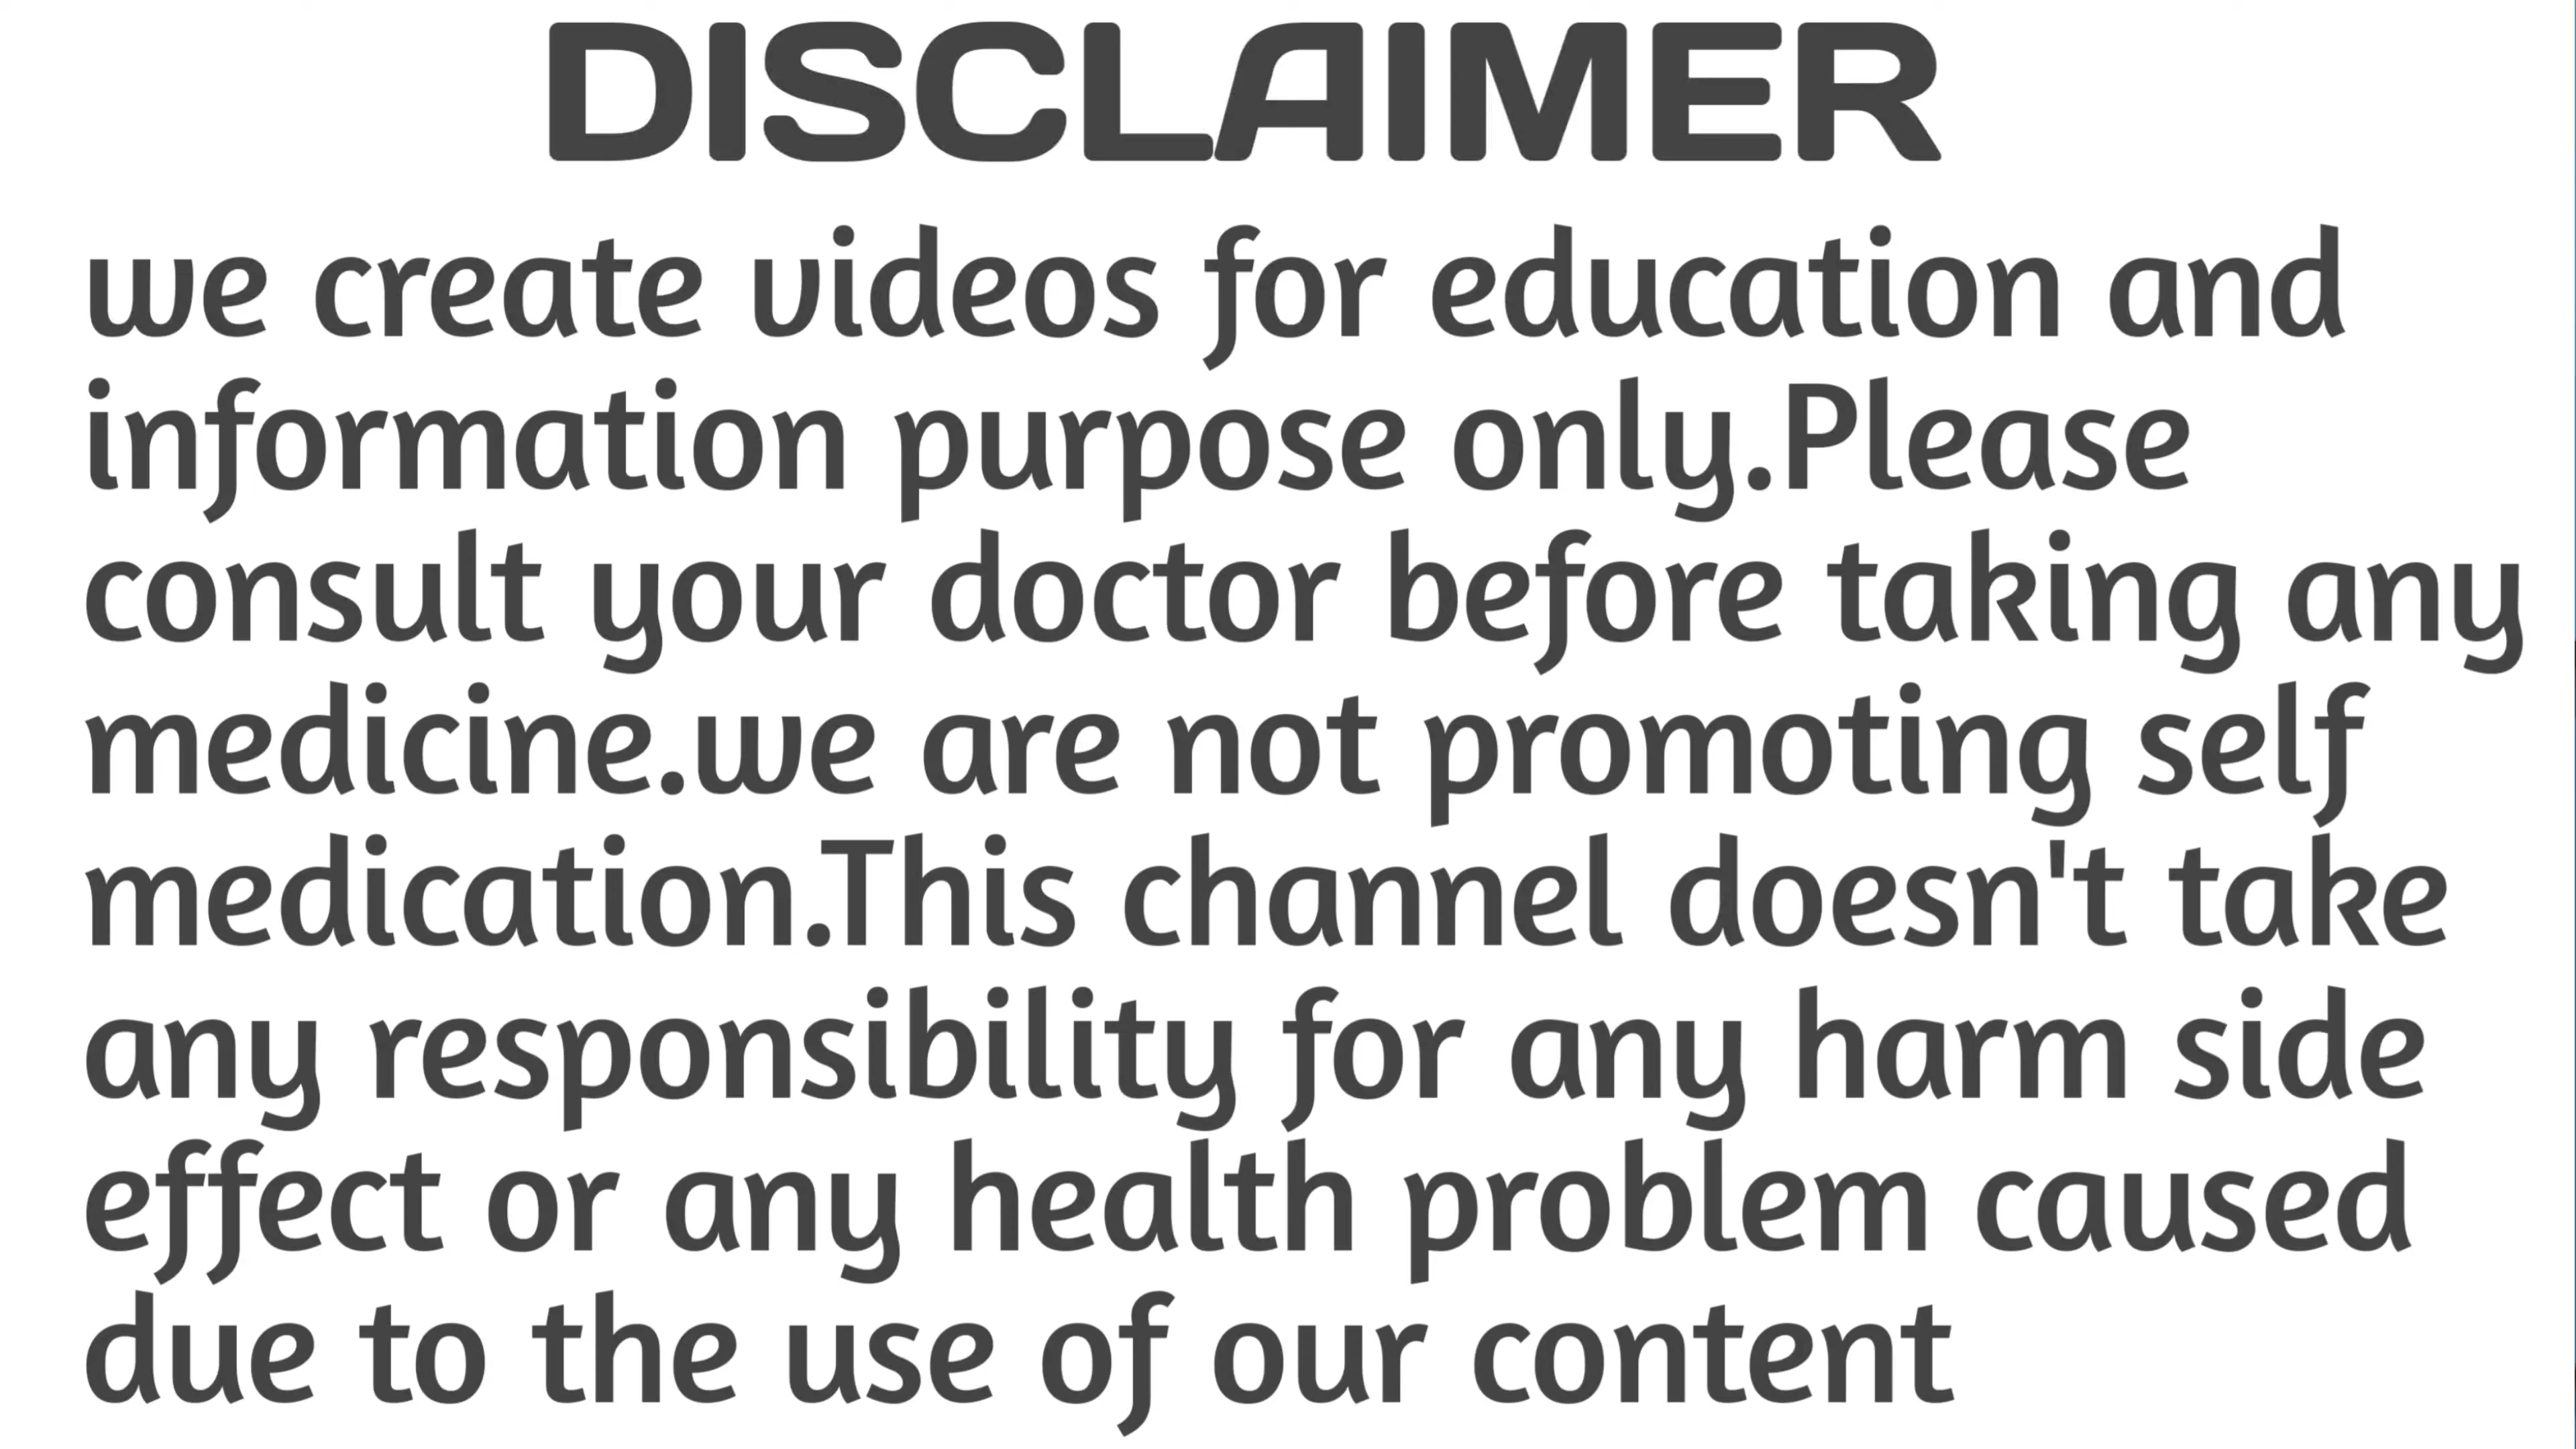 DISCLAIMER
we create videos for education and
information purpose only.Please
consult your doctor before taking any
medicine.we are not promoting self
medication.This channel doesn't take
any responsibility for any harm side
effect or any health problem caused
due to the use of our content